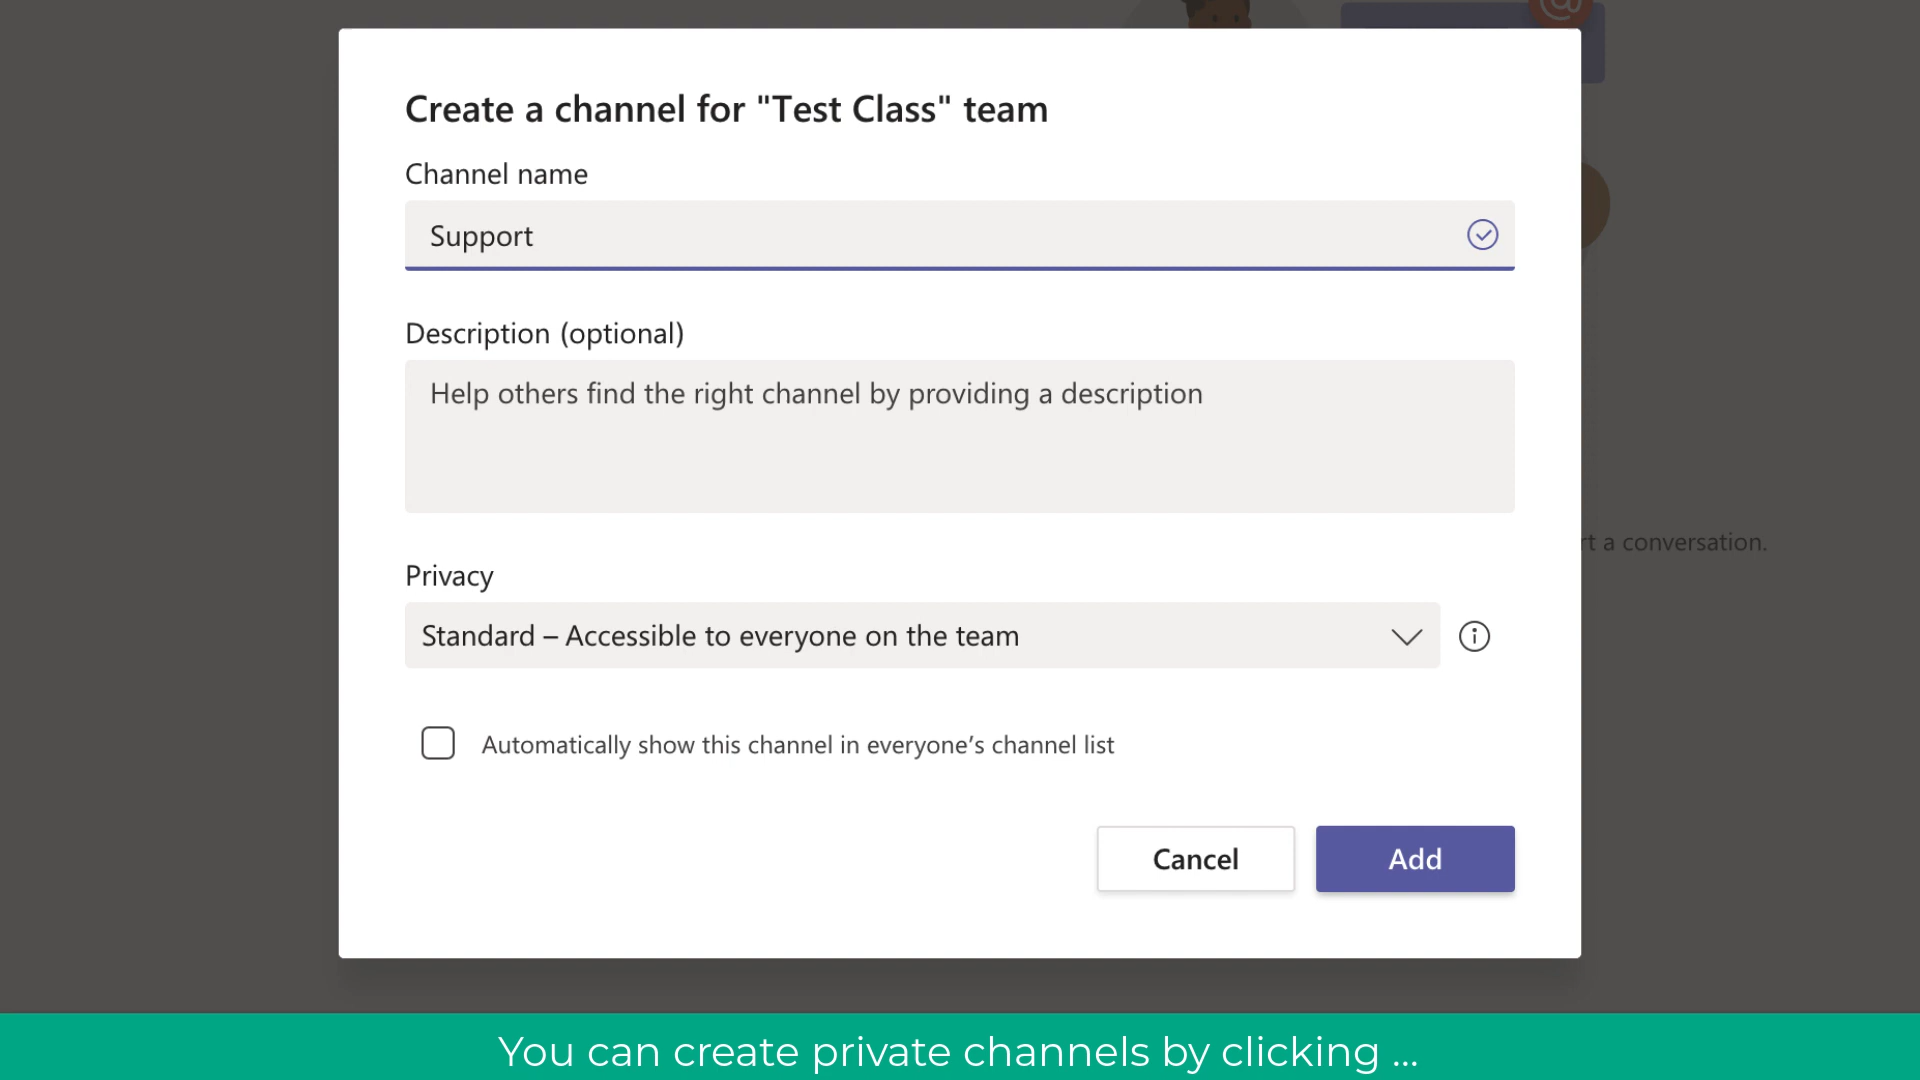 @
Create a channel for "Test Class" team
Channel name
Support
Description (optional)
Help others find the right channel by providing a description
rt a conversation.
Privacy
Standard – Accessible to everyone on the team
Automatically show this channel in everyone’s channel list
Cancel
Add
You can create private channels by clicking ...